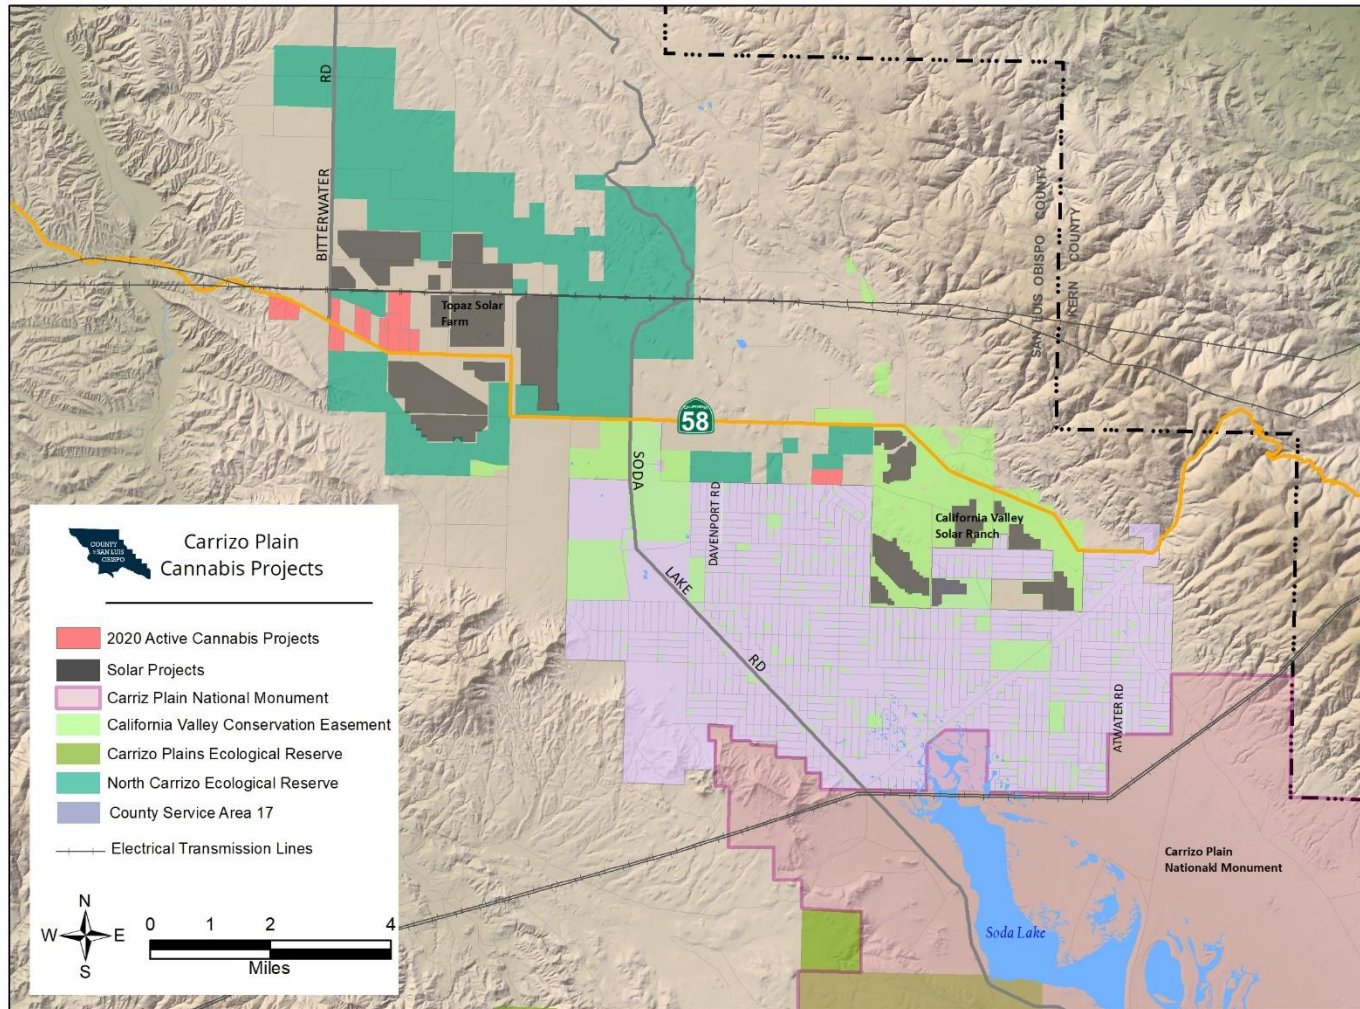 RD
BITTERWATER
SAN LUIS OBISPO COUNTY
KERN COUNTY
Topaz Solar
Farm
CALIFORNIA
58
SODA
LAKE
RD
DAVENPORT RD
California Valley
Solar Ranch
ATWATER RD
Carrizo Plain
Nationakl Monument
Soda Lake
COUNTY
SAN LUIS
OBISPO
Carrizo Plain
Cannabis Projects
2020 Active Cannabis Projects
Solar Projects
Carriz Plain National Monument
California Valley Conservation Easement
Carrizo Plains Ecological Reserve
North Carrizo Ecological Reserve
County Service Area 17
Electrical Transmission Lines
N
W E
S
0 1 2 4
Miles